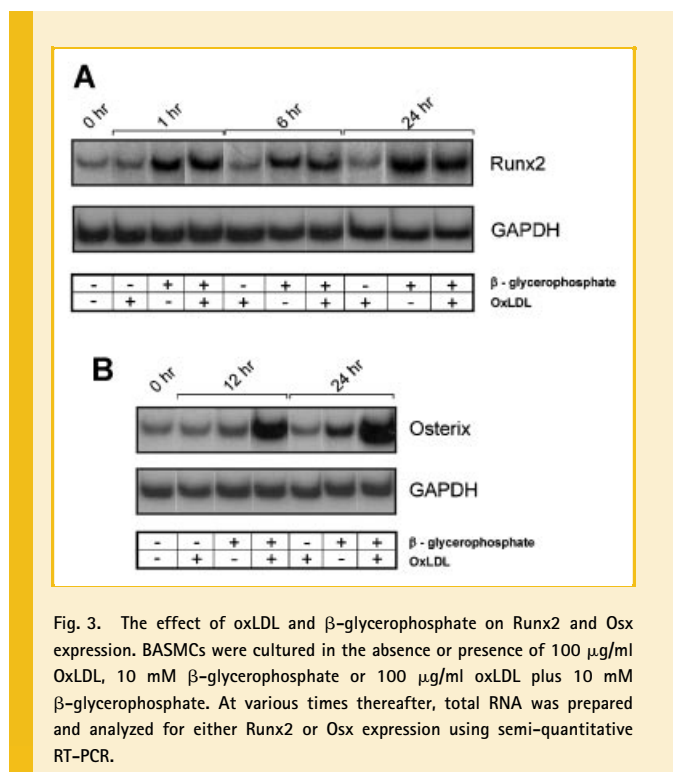 A
0 hr 1 hr 6 hr 24 hr
Runx2
GAPDH
- - + + - + + - + + β - glycerophosphate
- + - + + - + + - + OxLDL
B
0 hr 12 hr 24 hr
Osterix
GAPDH
- - + + - + + β - glycerophosphate
- + - + + - + OxLDL
Fig. 3. The effect of oxLDL and β-glycerophosphate on Runx2 and Osx
expression. BASMCs were cultured in the absence or presence of 100 μg/ml
OxLDL, 10 mM β-glycerophosphate or 100 μg/ml oxLDL plus 10 mM
β-glycerophosphate. At various times thereafter, total RNA was prepared
and analyzed for either Runx2 or Osx expression using semi-quantitative
RT-PCR.